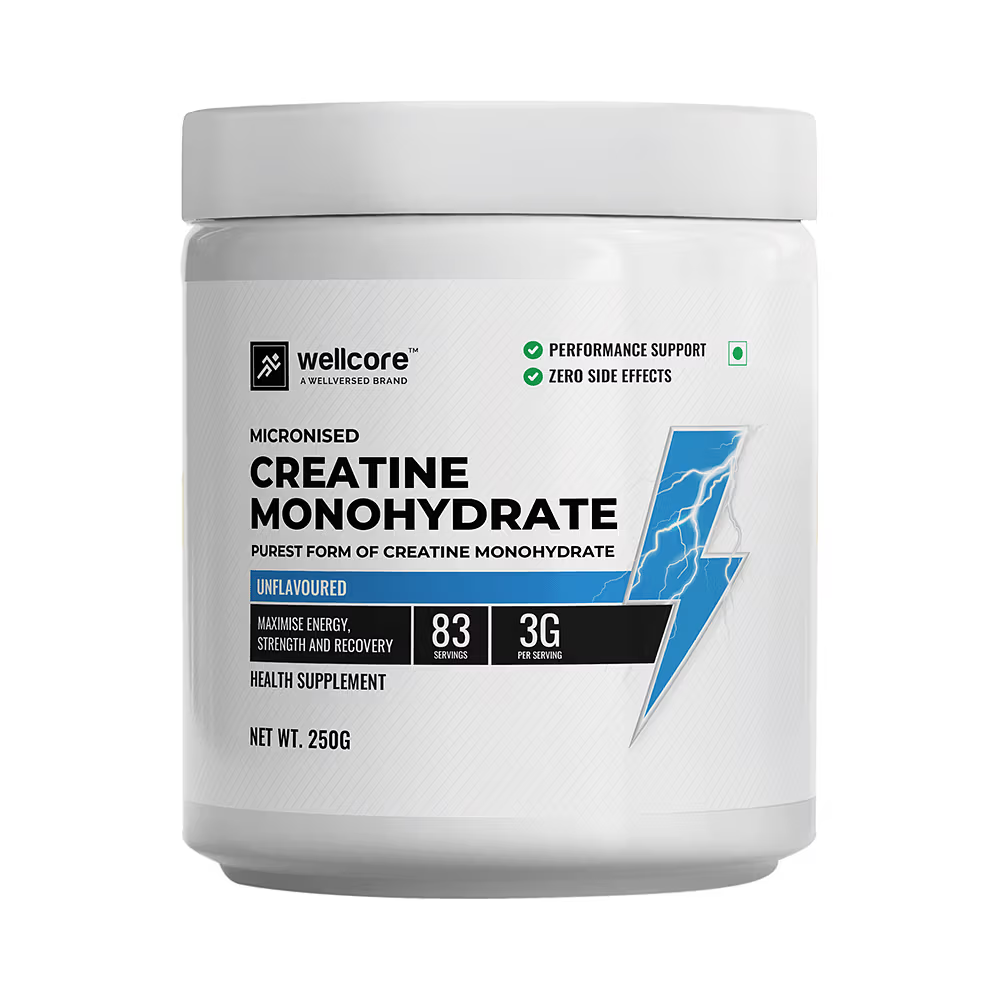 wellcore™
A WELLVERSED BRAND
PERFORMANCE SUPPORT
ZERO SIDE EFFECTS
MICRONISED
CREATINE
MONOHYDRATE
PUREST FORM OF CREATINE MONOHYDRATE
UNFLAVOURED
MAXIMISE ENERGY,
STRENGTH AND RECOVERY
83
SERVINGS
3G
PER SERVING
HEALTH SUPPLEMENT
NET WT. 250G